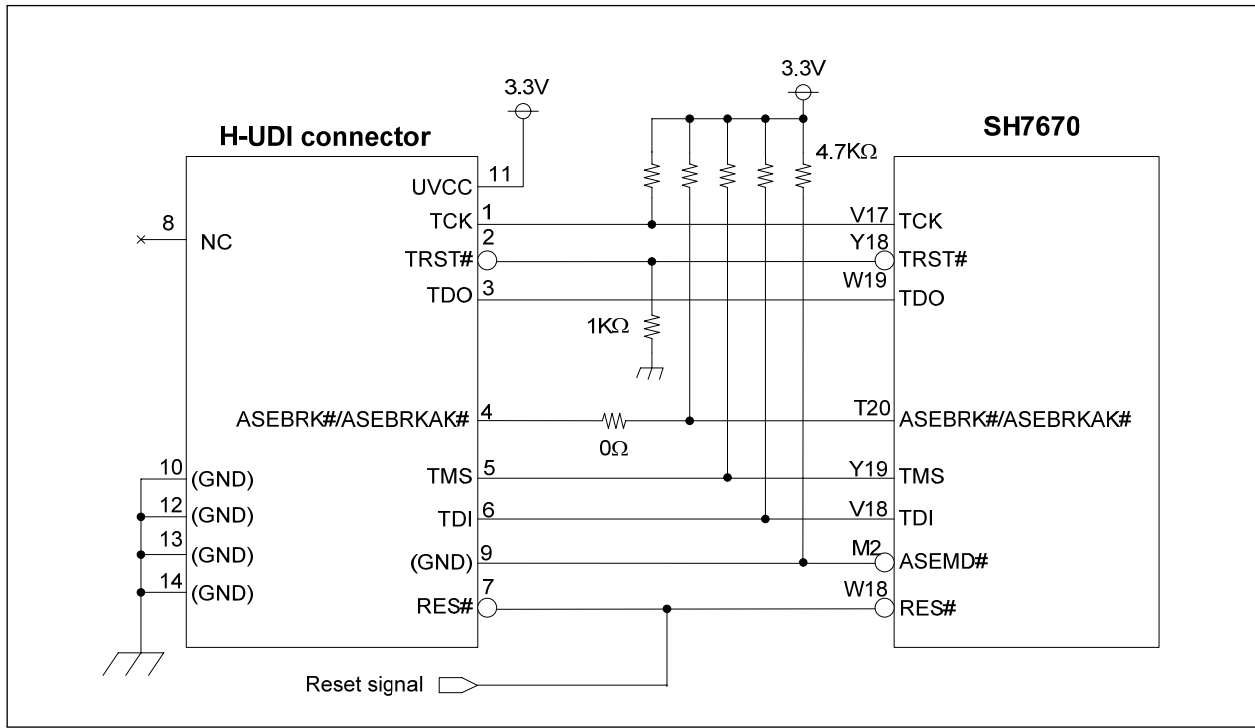 3.3V
3.3V
H-UDI connector
SH7670
4.7KΩ
11
UVCC
1
TCK
V17
TCK
8
NC
2
TRST#
Y18
TRST#
3
TDO
W19
TDO
1KΩ
ASEBRK#/ASEBRKAK#
4
0Ω
T20
ASEBRK#/ASEBRKAK#
10
(GND)
TMS
5
Y19
TMS
12
(GND)
TDI
6
V18
TDI
13
(GND)
(GND)
9
M2
ASEMD#
14
(GND)
7
RES#
W18
RES#
Reset signal